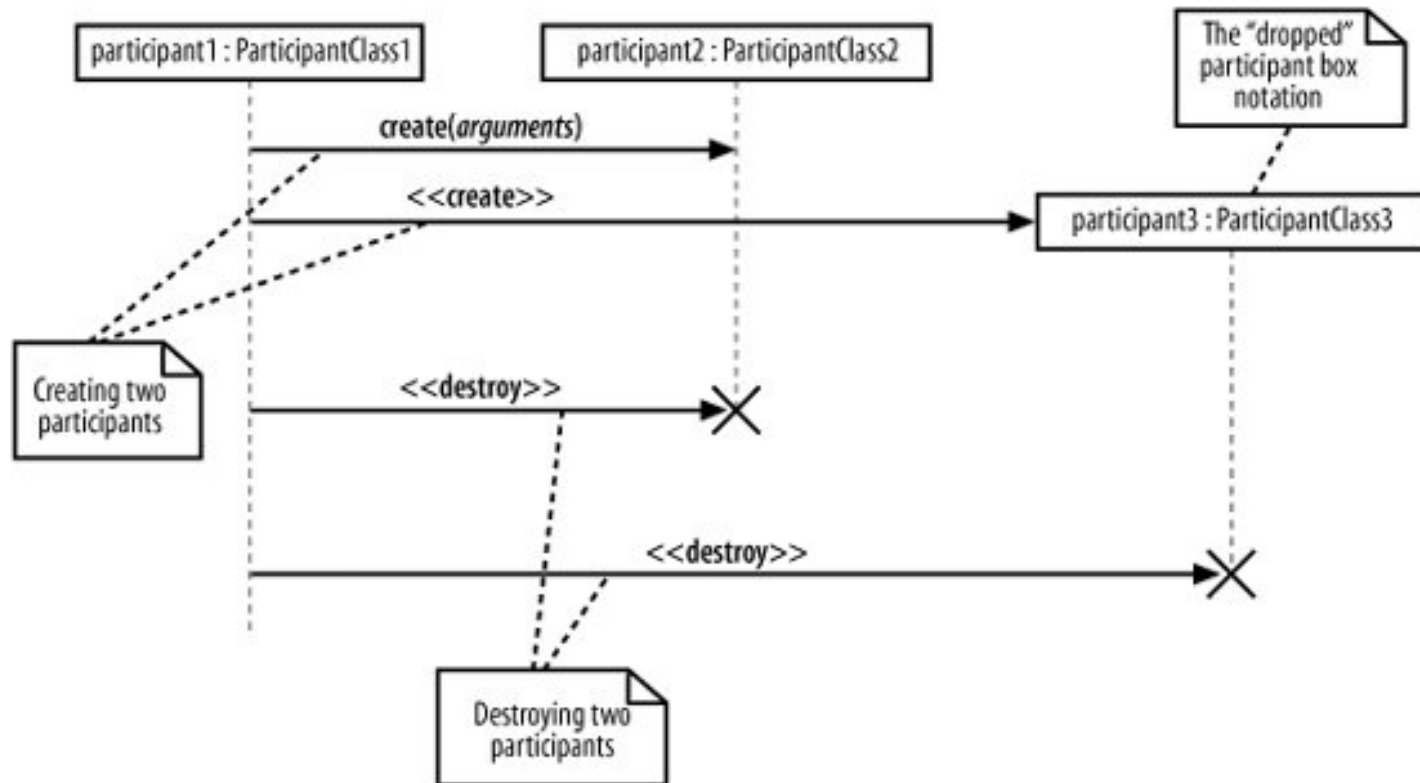 participant1 : ParticipantClass1
participant2 : ParticipantClass2
The “dropped”
participant box
notation
create(arguments)
<<create>>
participant3 : ParticipantClass3
Creating two
participants
<<destroy>>
<<destroy>>
Destroying two
participants